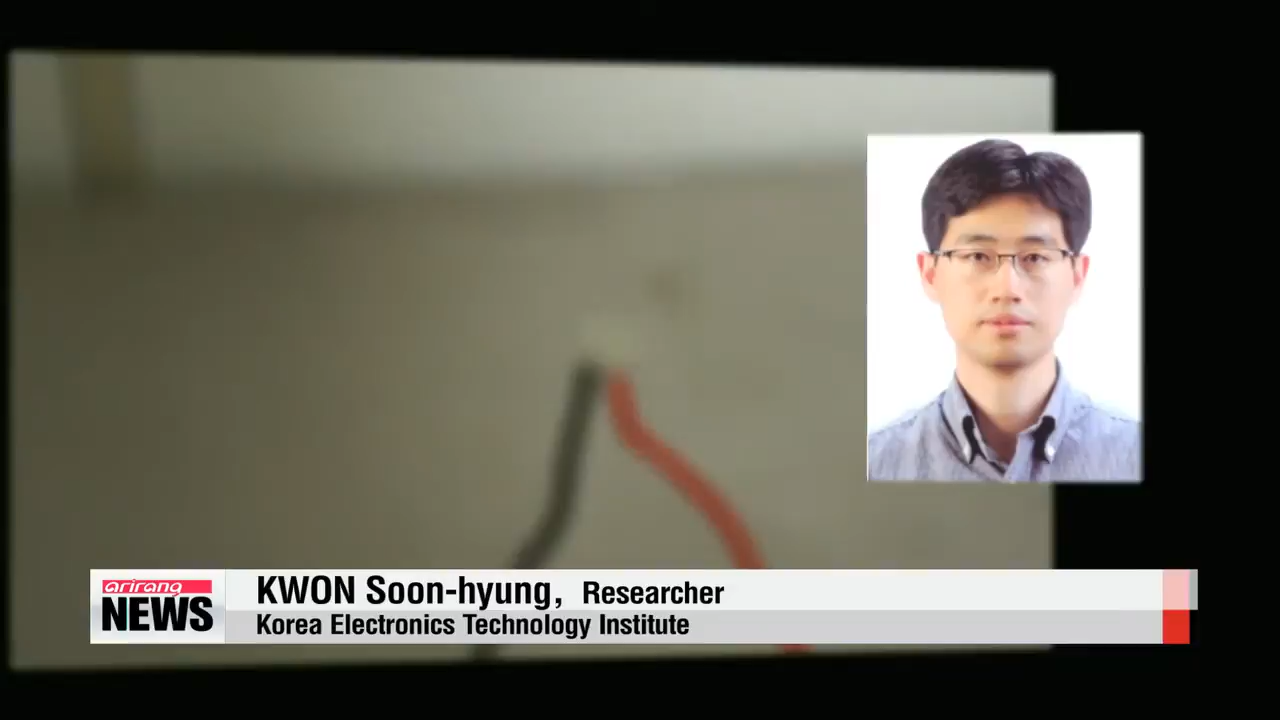 arirang
NEWS
KWON Soon-hyung, Researcher
Korea Electronics Technology Institute